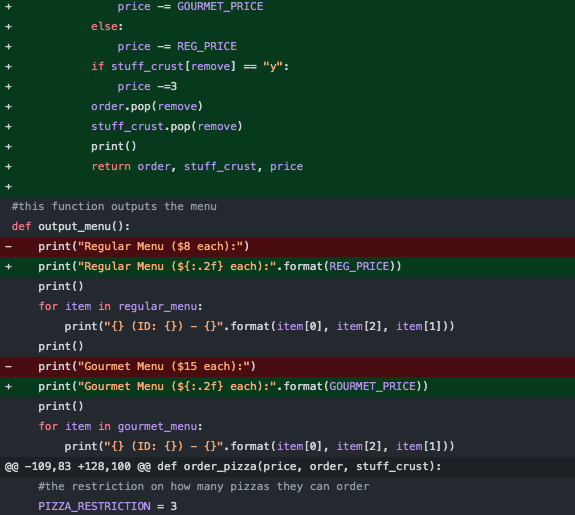 +                price -= GOURMET_PRICE
+            else:
+                price -= REG_PRICE
+            if stuff_crust[remove] == "y":
+                price -=3
+            order.pop(remove)
+            stuff_crust.pop(remove)
+            print()
+            return order, stuff_crust, price
+
 #this function outputs the menu
 def output_menu():
-    print("Regular Menu ($8 each):")
+    print("Regular Menu (${:.2f} each):".format(REG_PRICE))
     print()
     for item in regular_menu:
         print("{} (ID: {}) - {}".format(item[0], item[2], item[1]))
     print()
-    print("Gourmet Menu ($15 each):")
+    print("Gourmet Menu (${:.2f} each):".format(GOURMET_PRICE))
     print()
     for item in gourmet_menu:
         print("{} (ID: {}) - {}".format(item[0], item[2], item[1]))
@@ -109,83 +128,100 @@ def order_pizza(price, order, stuff_crust):
     #the restriction on how many pizzas they can order
     PIZZA_RESTRICTION = 3